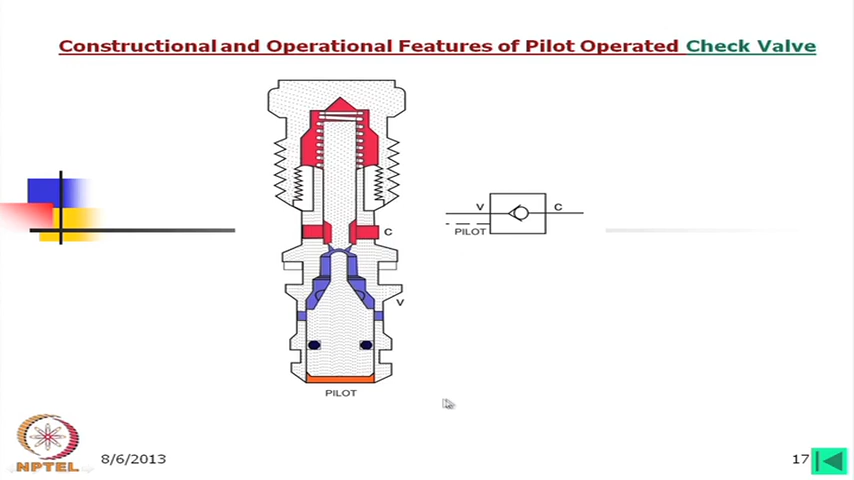 Constructional and Operational Features of Pilot Operated Check Valve
C
V
PILOT
V
C
PILOT
NPTEL
8/6/2013
17